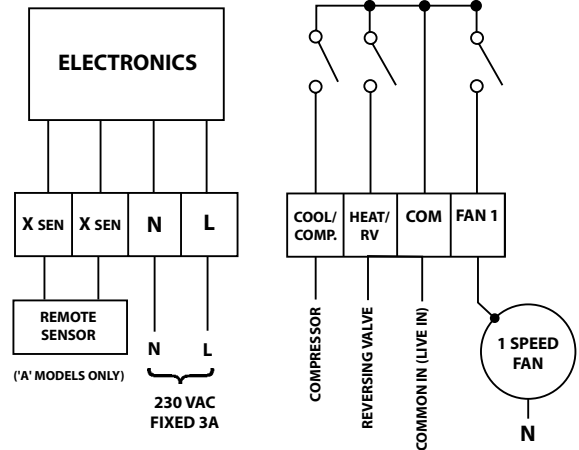 ELECTRONICS
X SEN
X SEN
N
L
REMOTE
SENSOR
('A' MODELS ONLY)
N
L
230 VAC
FIXED 3A
COOL/
COMP.
HEAT/
RV
COM
FAN 1
COMPRESSOR
REVERSING VALVE
COMMON IN (LIVE IN)
1 SPEED
FAN
N